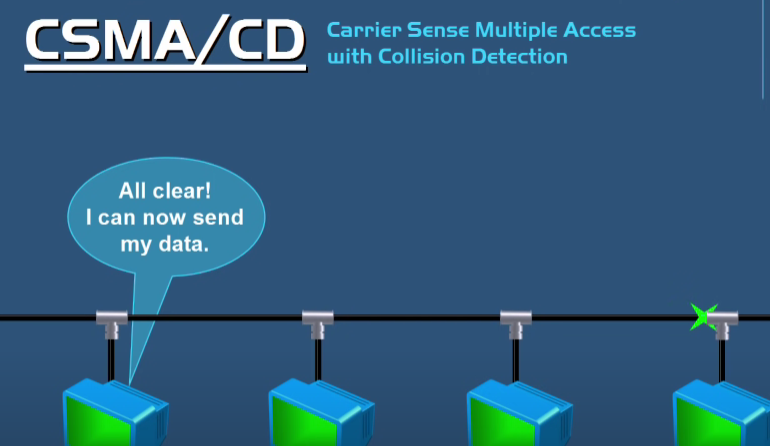 CSMA/CD
Carrier Sense Multiple Access
with Collision Detection
All clear!
I can now send
my data.